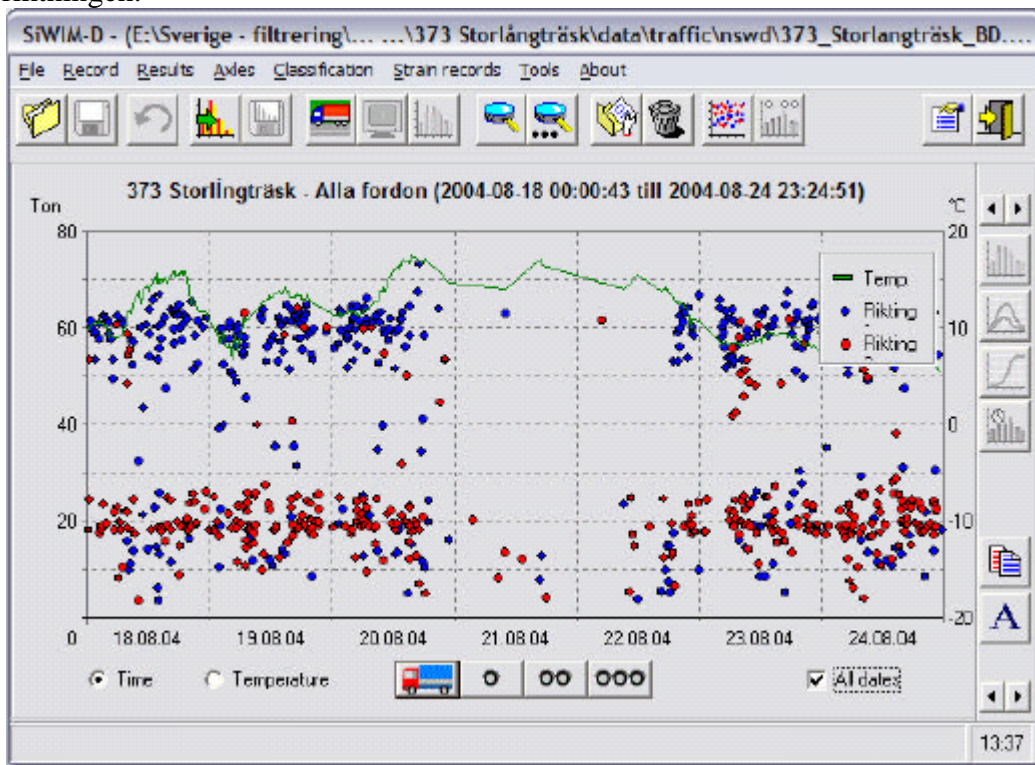 SiWIM-D - (E:\Sverige - filtrering\... ...\373 Storlångträsk\data\traffic\nswd\373_Storlangträsk_BD....
File Record Results Axles Classification Strain records Tools About
373 Storlİngträsk - Alla fordon (2004-08-18 00:00:43 till 2004-08-24 23:24:51)
Ton
°C
80
20
Temp.
Rikting
60
10
Rikting
40
0
20
-10
-20
0 18.08.04 19.08.04 20.08.04 21.08.04 22.08.04 23.08.04 24.08.04
Time Temperature All dates
A
13:37